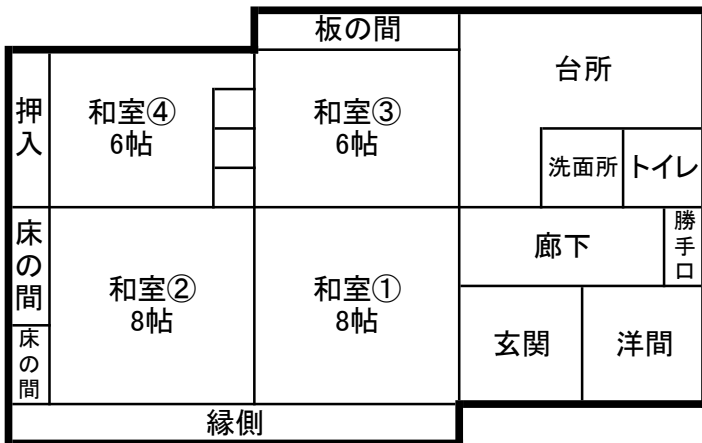 板の間
台所
押入
和室④
6帖
和室③
6帖
洗面所
トイレ
床の間
和室②
8帖
和室①
8帖
廊下
勝手口
床の間
玄関
洋間
縁側